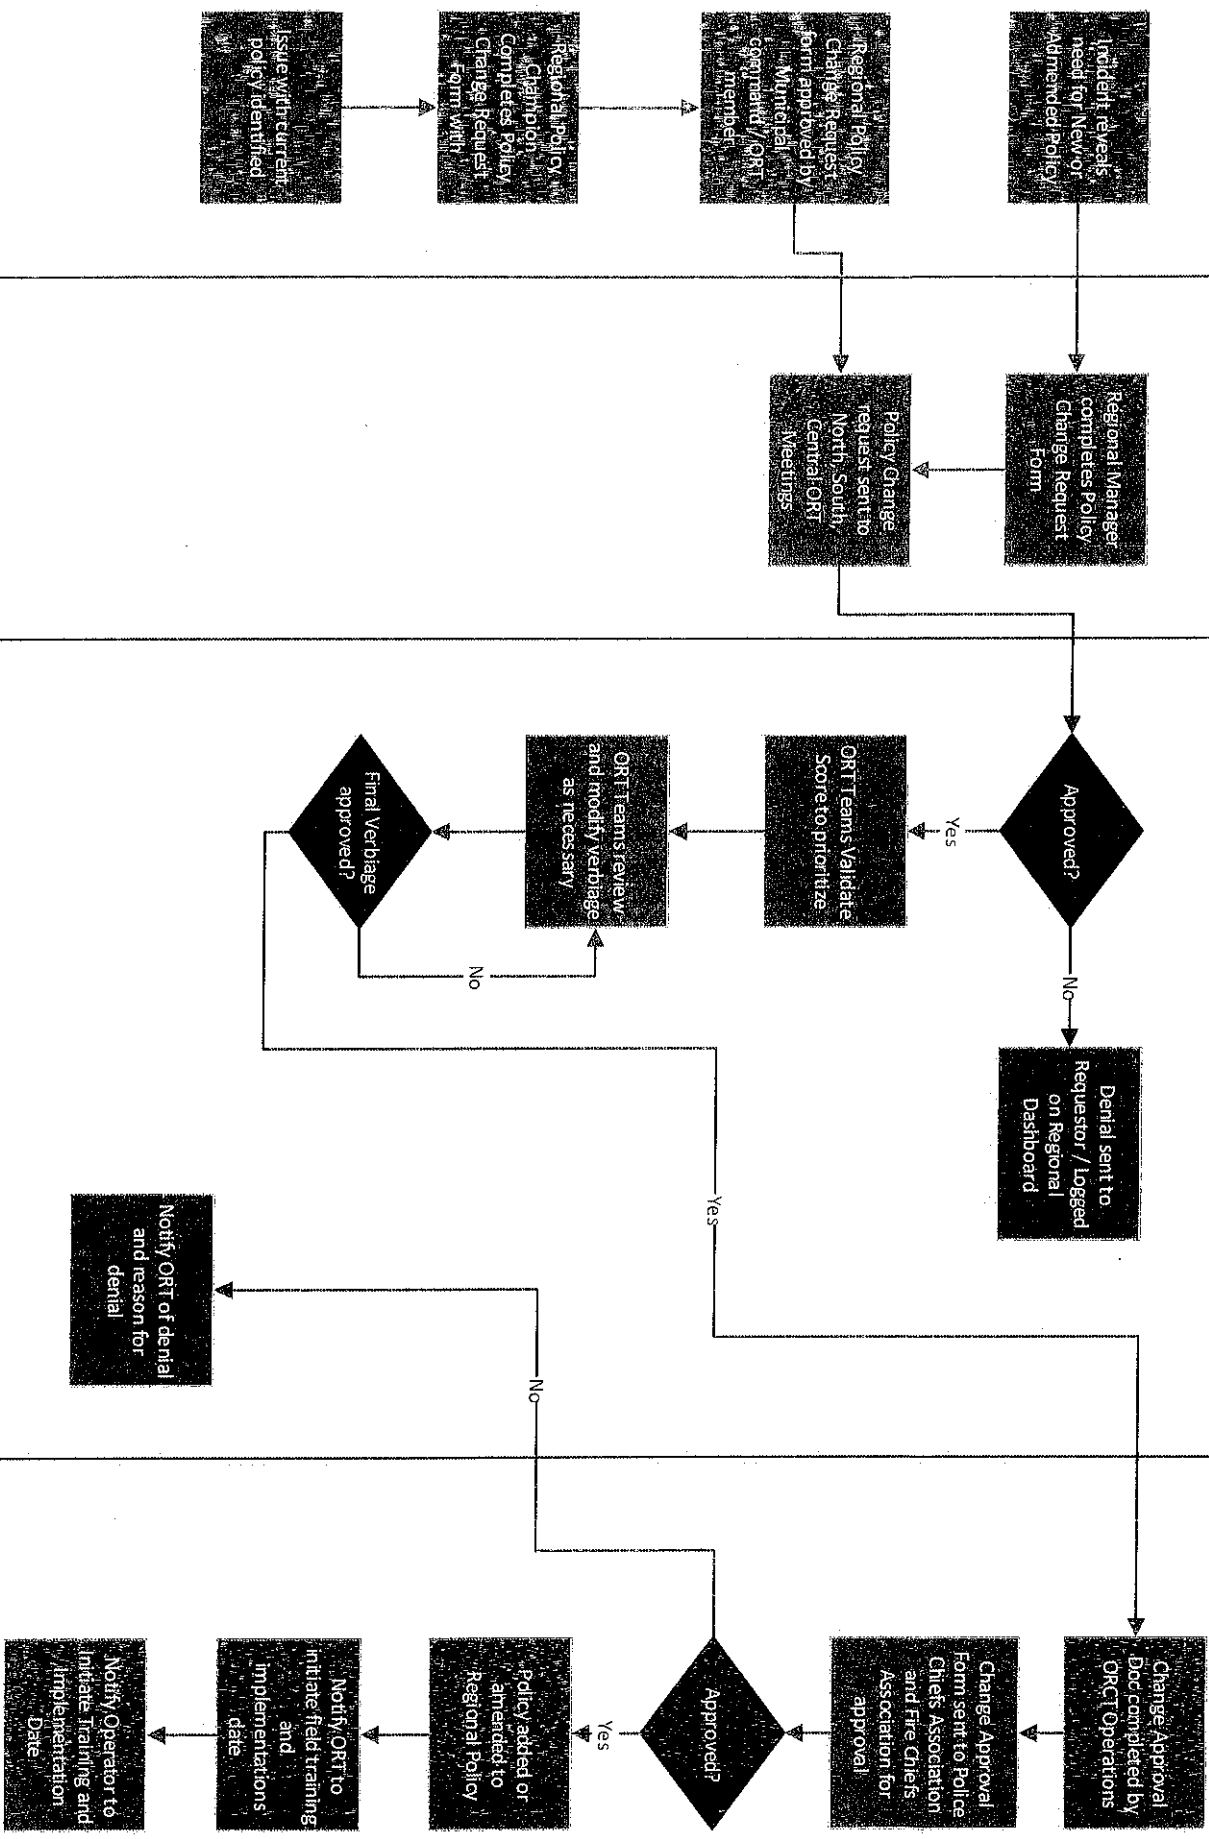 Incident reveals
need for New or
Admended Policy
Regional Policy
Change Request
form approved by
Municipal
command / ORT
member
Regional Policy
Champion
Completes Policy
Change Request
Form with
Issue with current
policy identified
Regional Manager
completes Policy
Change Request
Form
Policy Change
request sent to
North, South,
Central ORT
Meetings
Approved?
Yes
No
ORT Teams Validate
Score to prioritize
ORT Teams review
and modify verbiage
as necessary
Final Verbiage
approved?
No
Yes
Denial sent to
Requestor / Logged
on Regional
Dashboard
Notify ORT of denial
and reason for
denial
No
Change Approval
Doc completed by
ORCT Operations
Change Approval
Form sent to Police
Chiefs Association
and Fire Chiefs
Association for
approval
Approved?
Yes
Policy added or
amended to
Regional Policy
Notify ORT to
initiate field training
and
implementations
date
Notify Operator to
Initiate Training and
Implementation
Date